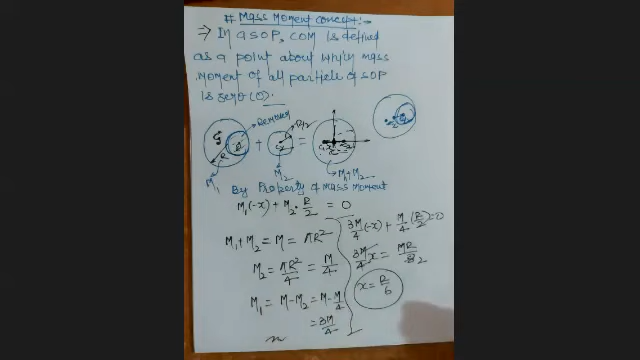 # Mass Moment concept:-
⇒ In a SOP, COM is defined
as a point about which mass
moment of all particle of SOP
is zero (0).
Removed
R/2
R
+
=
M₁
M₂
M₁+M₂
By Property of Mass Moment
M₁(-x) + M₂·R/2 = 0
M₁+M₂ = M = πR²
M₂ = πR²/4 = M/4
M₁ = M-M₂ = M-M/4
= 3M/4
3M/4(-x) + M/4(R/2)=0
3M/4 x = MR/8 2
x = R/6